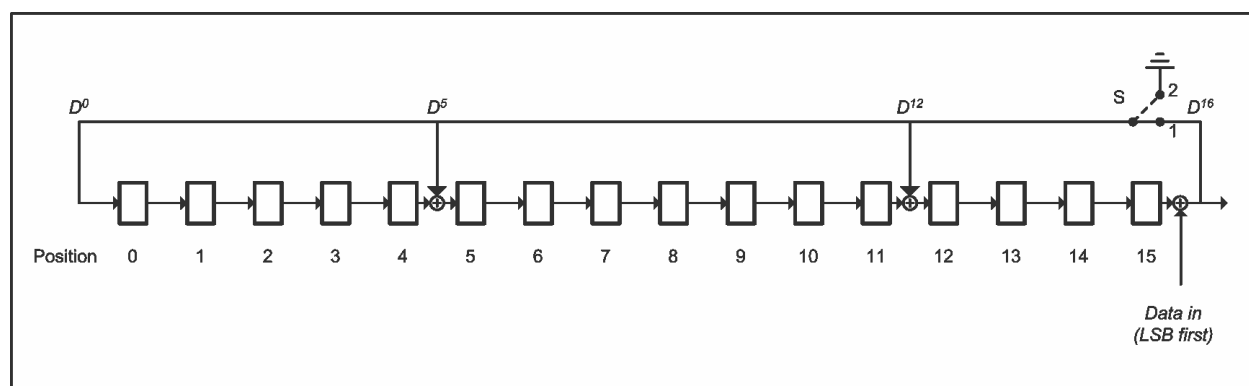 2
S
D⁰ D⁵ D¹² D¹⁶
1
Position 0 1 2 3 4 5 6 7 8 9 10 11 12 13 14 15
Data in
(LSB first)